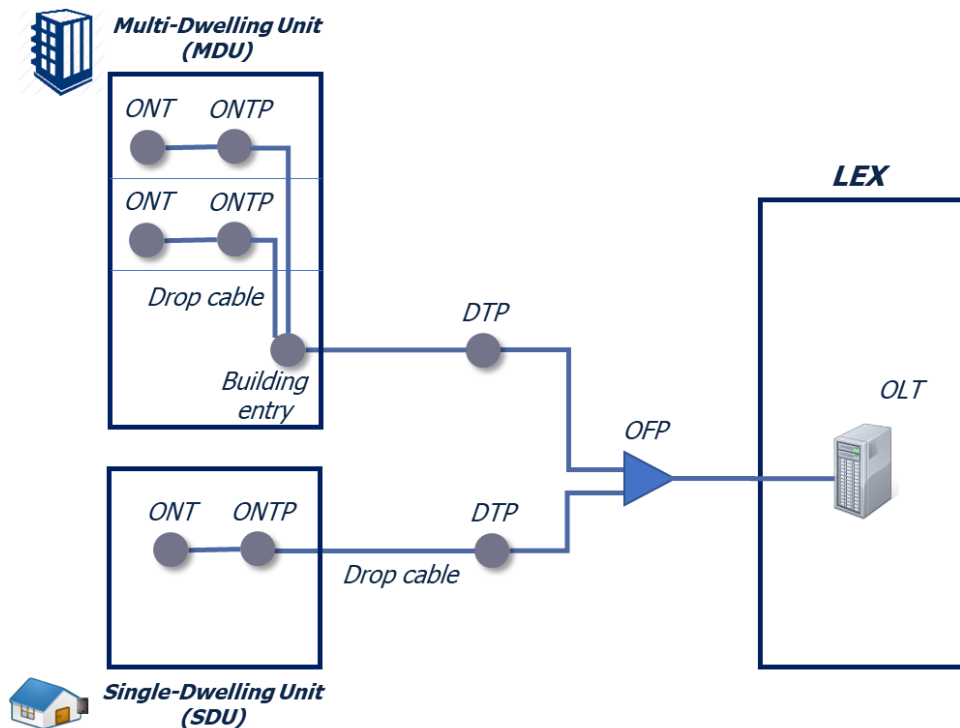 Multi-Dwelling Unit
(MDU)
ONT ONTP
ONT ONTP
Drop cable
Building
entry
DTP
OFP
LEX
OLT
ONT ONTP
DTP
Drop cable
Single-Dwelling Unit
(SDU)